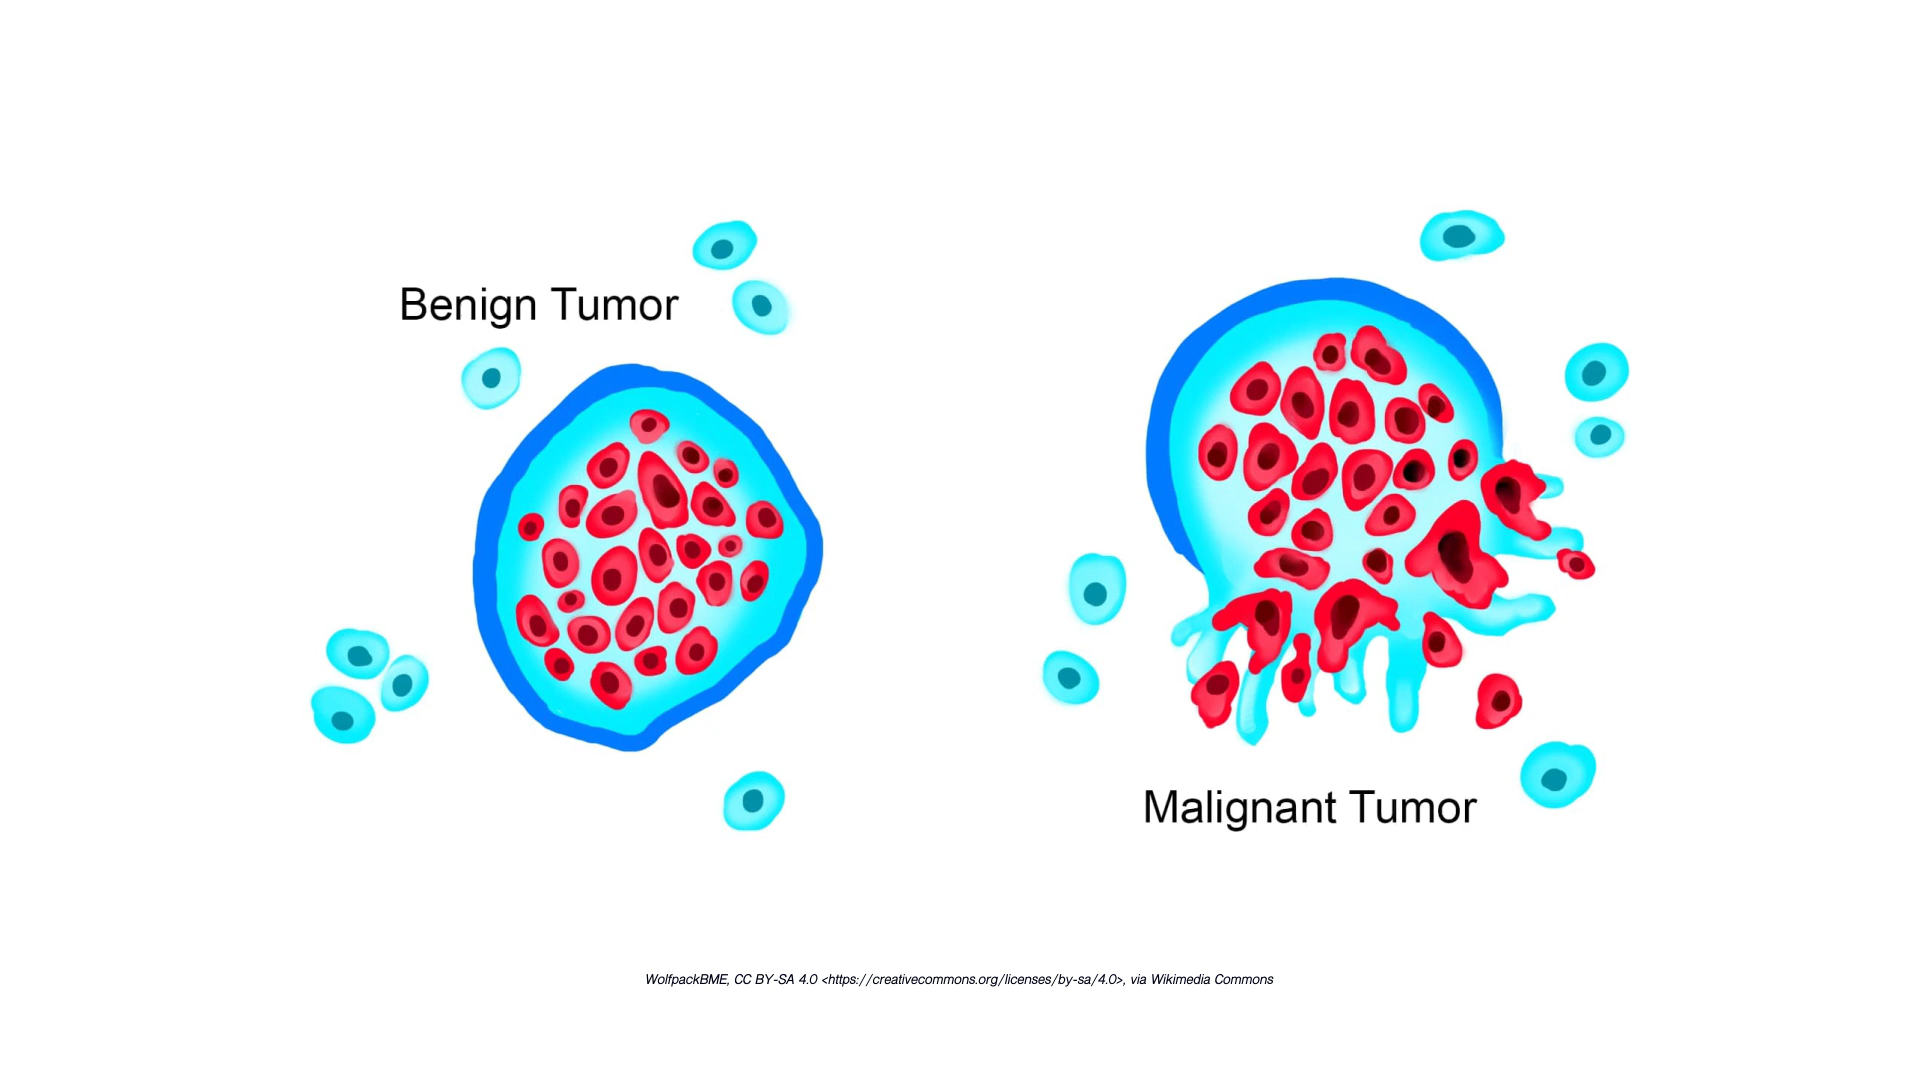 Benign Tumor
Malignant Tumor
WolfpackBME, CC BY-SA 4.0 <https://creativecommons.org/licenses/by-sa/4.0>, via Wikimedia Commons